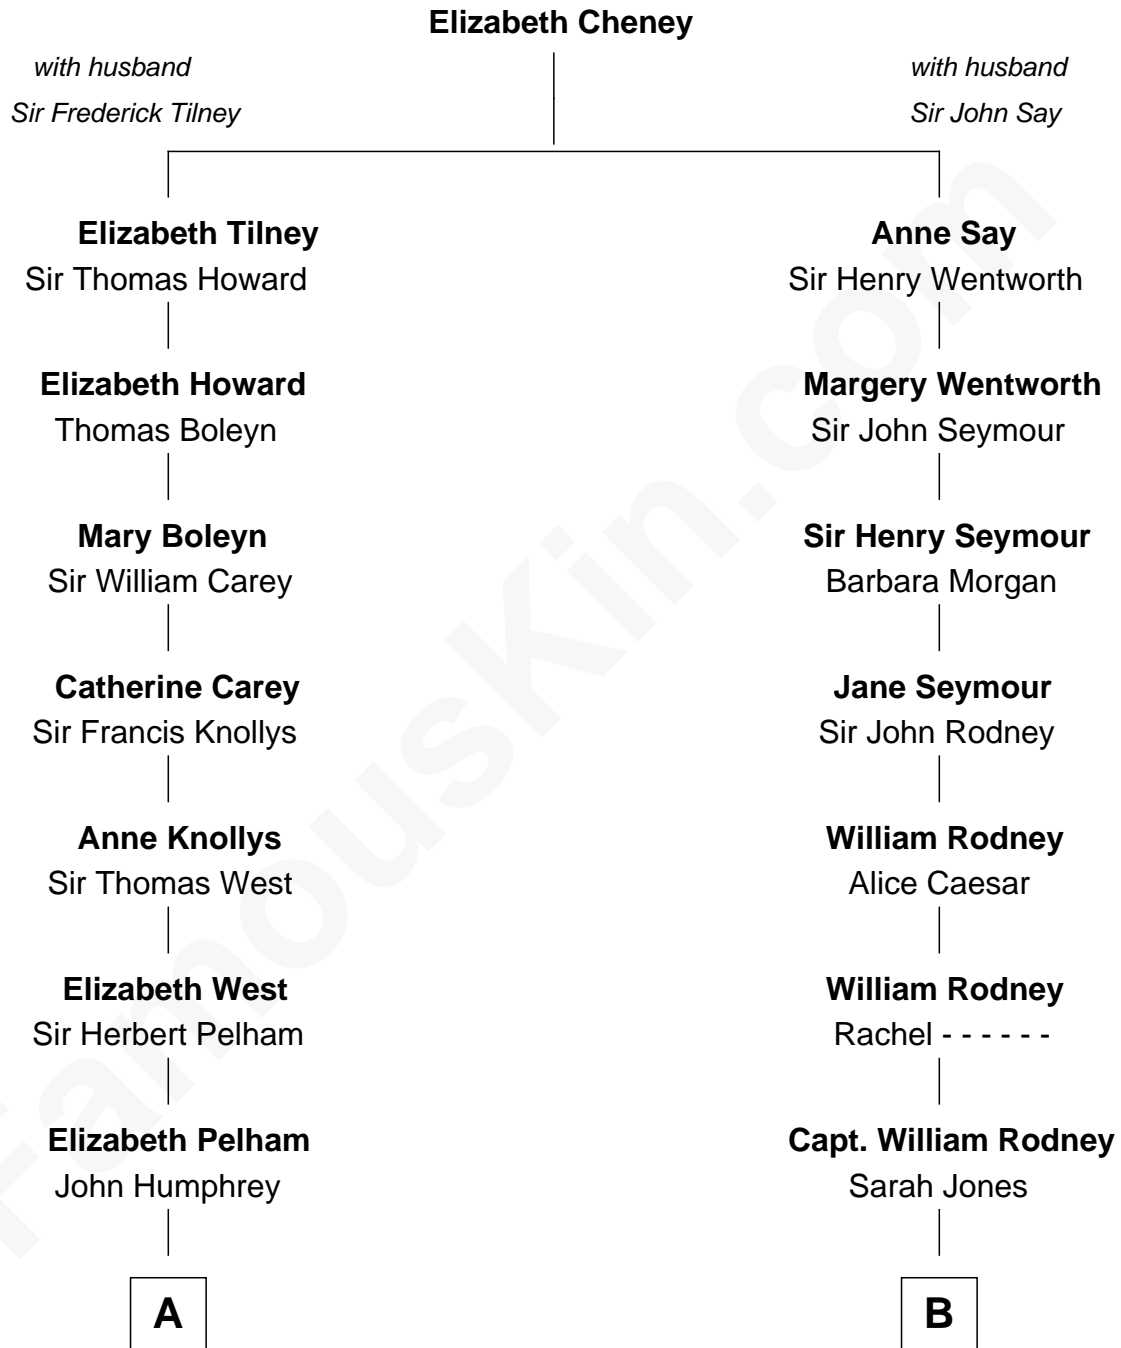 Elizabeth Cheney
with husband
Sir Frederick Tilney
with husband
Sir John Say
Elizabeth Tilney
Sir Thomas Howard
Anne Say
Sir Henry Wentworth
Elizabeth Howard
Thomas Boleyn
Margery Wentworth
Sir John Seymour
Mary Boleyn
Sir William Carey
Sir Henry Seymour
Barbara Morgan
Catherine Carey
Sir Francis Knollys
Jane Seymour
Sir John Rodney
Anne Knollys
Sir Thomas West
William Rodney
Alice Caesar
Elizabeth West
Sir Herbert Pelham
William Rodney
Rachel - - - - - -
Elizabeth Pelham
John Humphrey
Capt. William Rodney
Sarah Jones
A
B
FamousKin.com